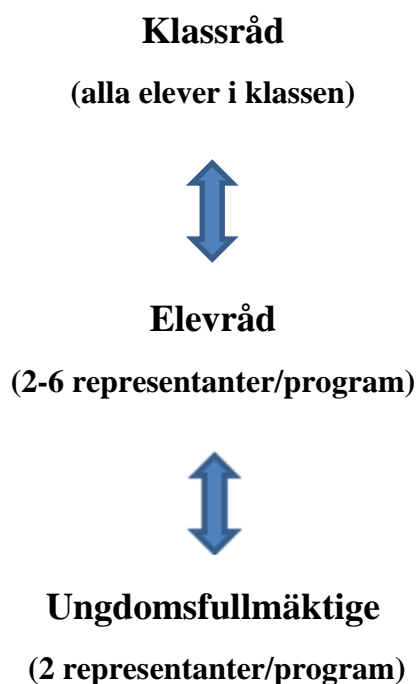 Klassråd
(alla elever i klassen)
Elevråd
(2-6 representanter/program)
Ungdomsfullmäktige
(2 representanter/program)